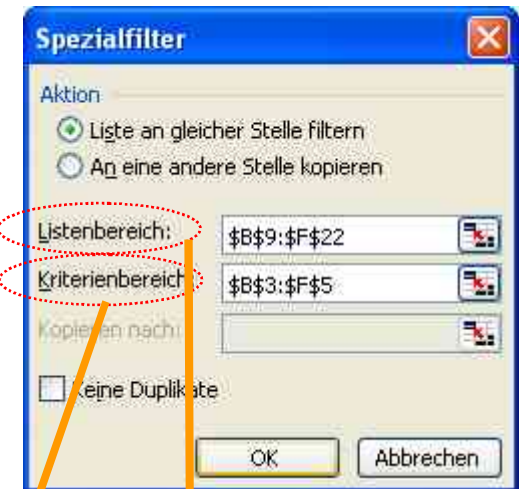 Spezialfilter
Aktion
Liste an gleicher Stelle filtern
An eine andere Stelle kopieren
Listenbereich: $B$9:$F$22
Kriterienbereich: $B$3:$F$5
Kopieren nach:
Keine Duplikate
OK Abbrechen